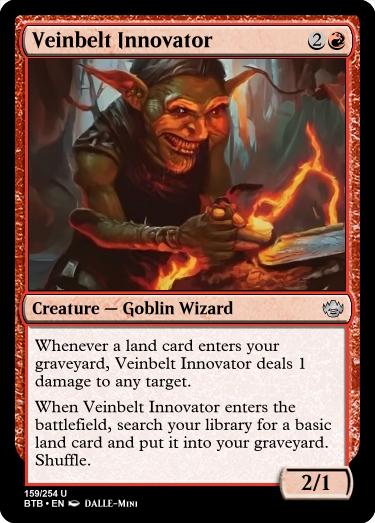 Veinbelt Innovator 2
Creature — Goblin Wizard
Whenever a land card enters your
graveyard, Veinbelt Innovator deals 1
damage to any target.
When Veinbelt Innovator enters the
battlefield, search your library for a basic
land card and put it into your graveyard.
Shuffle.
2/1
159/254 U
BTB • EN DALLE-Mini